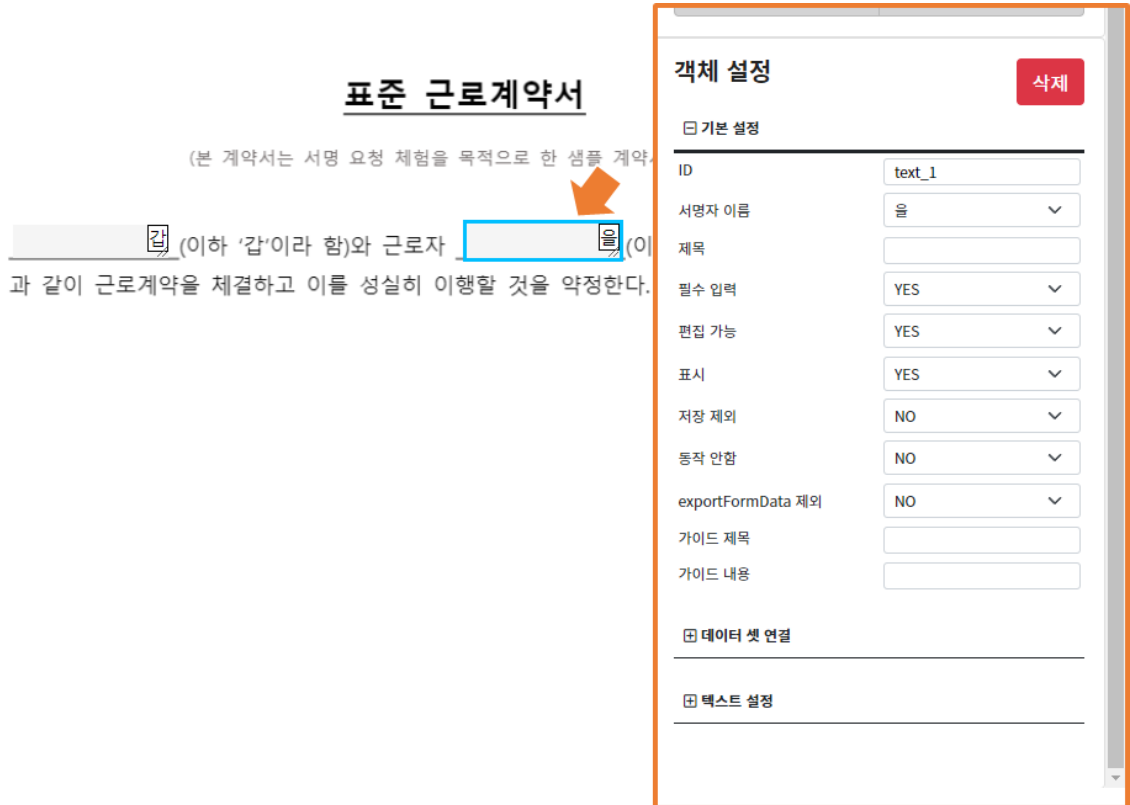 표준 근로계약서
(본 계약서는 서명 요청 체험을 목적으로 한 샘플 계약
갑 (이하 '갑'이라 함)와 근로자 을 (이
과 같이 근로계약을 체결하고 이를 성실히 이행할 것을 약정한다.
객체 설정
삭제
기본 설정
ID text_1
서명자 이름 을
제목
필수 입력 YES
편집 가능 YES
표시 YES
저장 제외 NO
동작 안함 NO
exportFormData 제외 NO
가이드 제목
가이드 내용
데이터 셋 연결
텍스트 설정